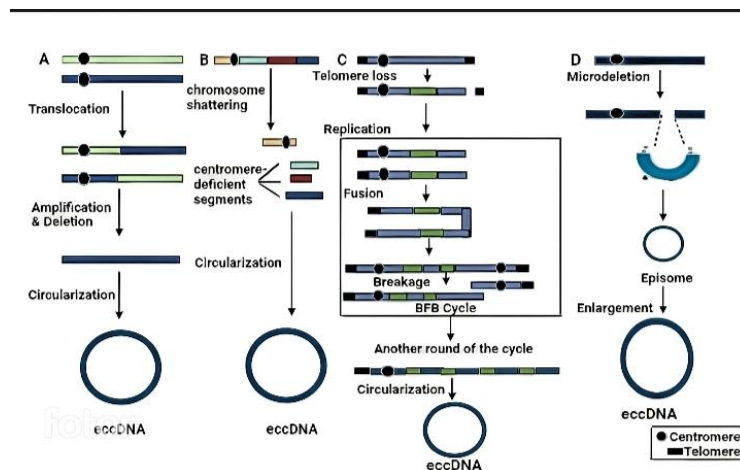 A
Translocation
Amplification
& Deletion
Circularization
eccDNA
B
chromosome
shattering
centromere-
deficient
segments
Circularization
eccDNA
C
Telomere loss
Replication
Fusion
Breakage
BFB Cycle
Another round of the cycle
Circularization
eccDNA
D
Microdeletion
Episome
Enlargement
eccDNA
Centromere
Telomere
fotor